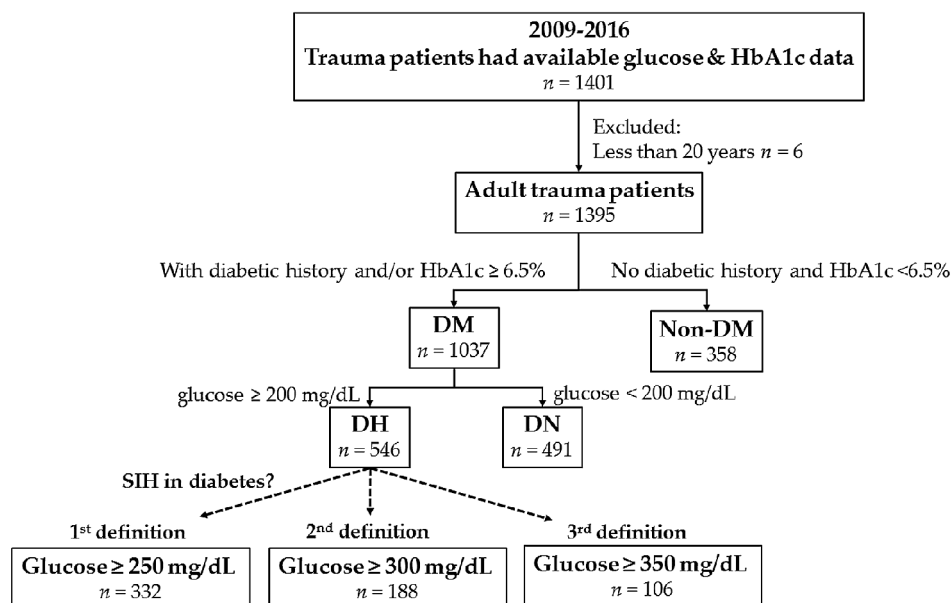 2009-2016
Trauma patients had available glucose & HbA1c data
n = 1401
Excluded:
Less than 20 years n = 6
Adult trauma patients
n = 1395
With diabetic history and/or HbA1c ≥ 6.5%
No diabetic history and HbA1c <6.5%
DM
n = 1037
Non-DM
n = 358
glucose ≥ 200 mg/dL
glucose < 200 mg/dL
DH
n = 546
DN
n = 491
SIH in diabetes?
1st definition
2nd definition
3rd definition
Glucose ≥ 250 mg/dL
n = 332
Glucose ≥ 300 mg/dL
n = 188
Glucose ≥ 350 mg/dL
n = 106